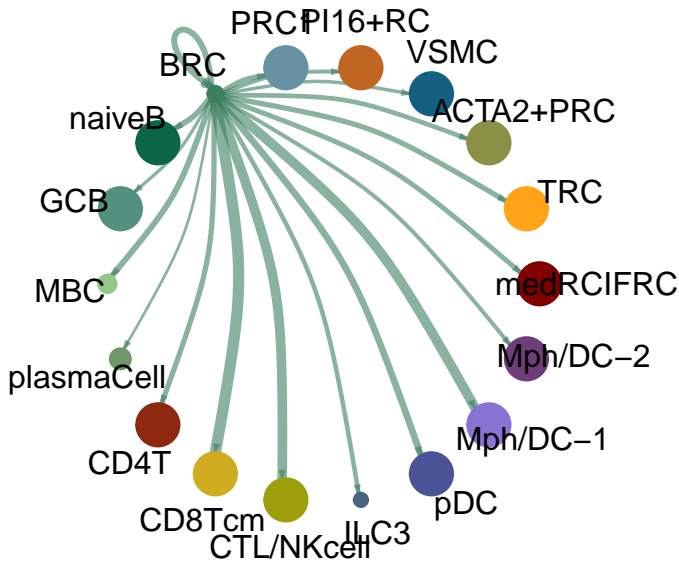 PRC1
PI16+RC
VSMC
BRC
ACTA2+PRC
naiveB
TRC
GCB
medRCIFRC
MBC
Mph/DC−2
plasmaCell
Mph/DC−1
CD4T
pDC
CD8Tcm
ILC3
CTL/NKcell